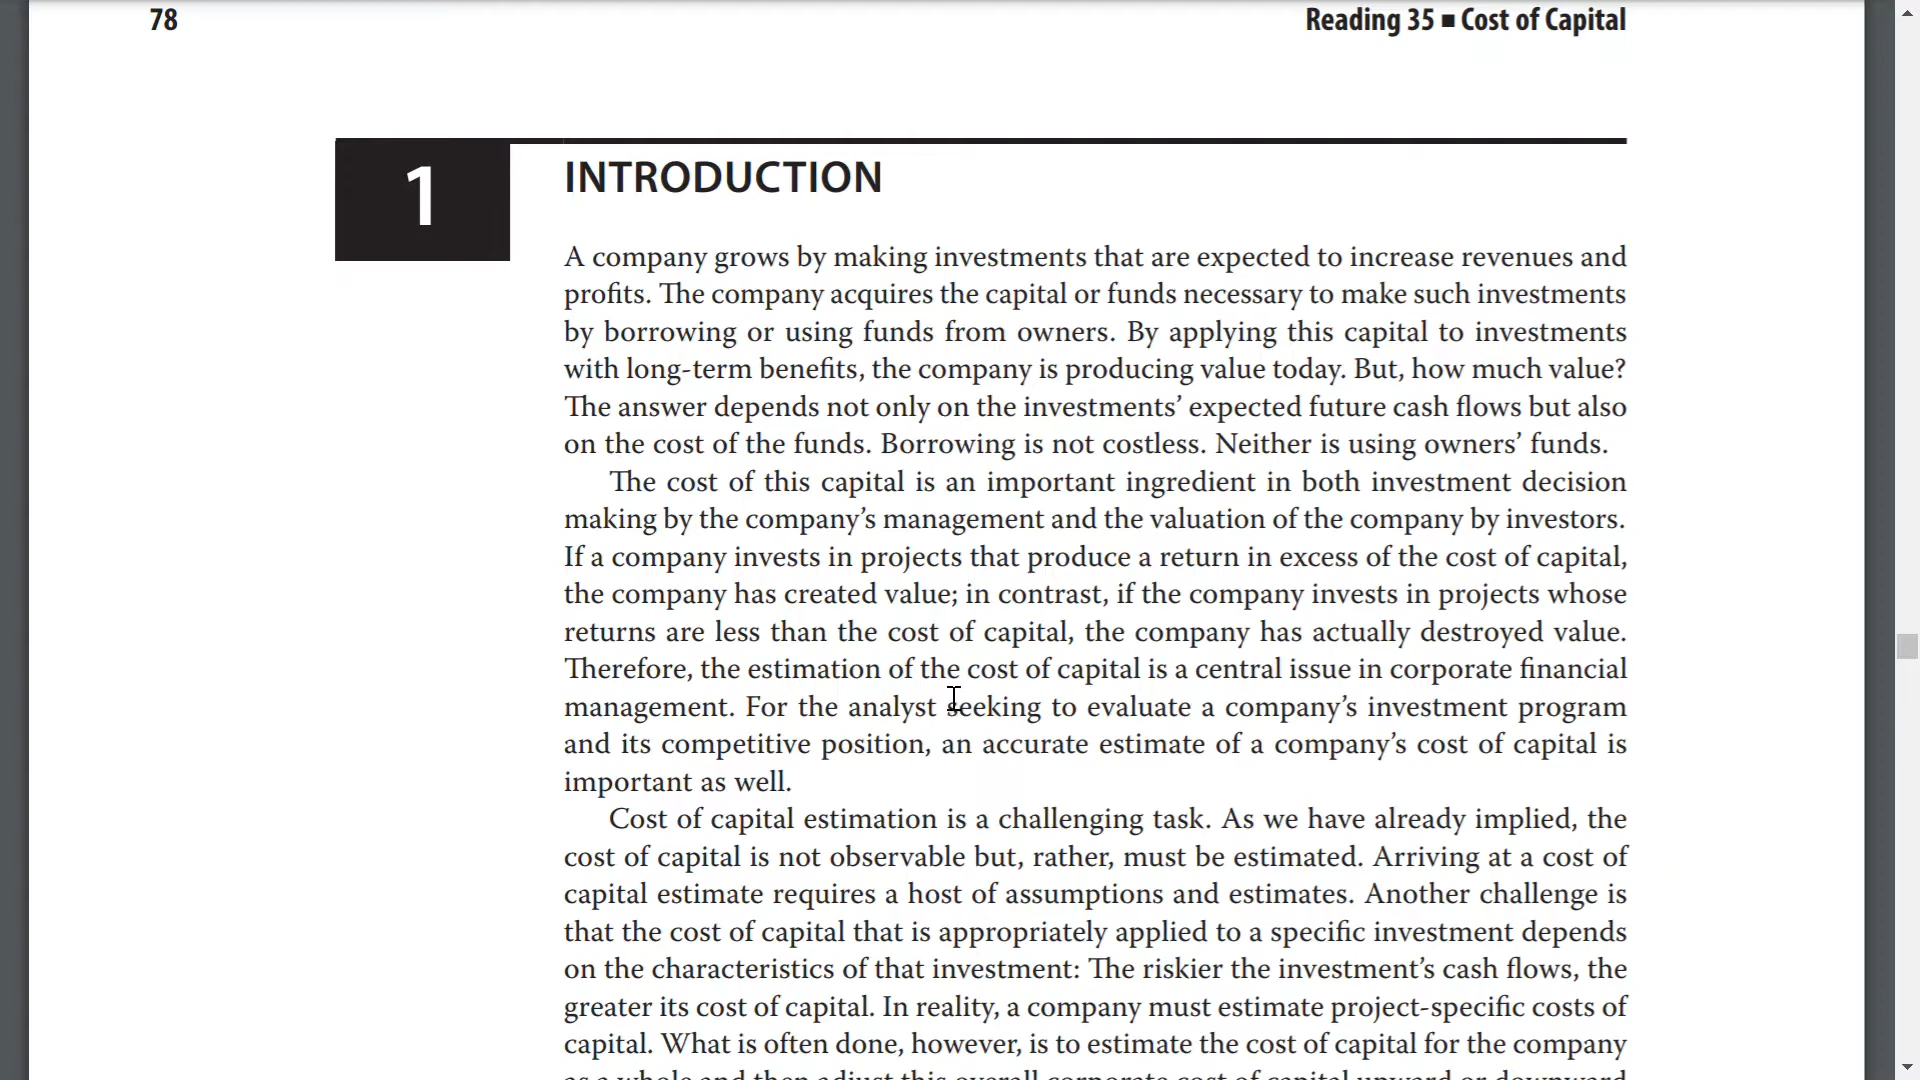 78
Reading 35 ■ Cost of Capital
1
INTRODUCTION
A company grows by making investments that are expected to increase revenues and
profits. The company acquires the capital or funds necessary to make such investments
by borrowing or using funds from owners. By applying this capital to investments
with long-term benefits, the company is producing value today. But, how much value?
The answer depends not only on the investments’ expected future cash flows but also
on the cost of the funds. Borrowing is not costless. Neither is using owners’ funds.
The cost of this capital is an important ingredient in both investment decision
making by the company’s management and the valuation of the company by investors.
If a company invests in projects that produce a return in excess of the cost of capital,
the company has created value; in contrast, if the company invests in projects whose
returns are less than the cost of capital, the company has actually destroyed value.
Therefore, the estimation of the cost of capital is a central issue in corporate financial
management. For the analyst seeking to evaluate a company’s investment program
and its competitive position, an accurate estimate of a company’s cost of capital is
important as well.
Cost of capital estimation is a challenging task. As we have already implied, the
cost of capital is not observable but, rather, must be estimated. Arriving at a cost of
capital estimate requires a host of assumptions and estimates. Another challenge is
that the cost of capital that is appropriately applied to a specific investment depends
on the characteristics of that investment: The riskier the investment’s cash flows, the
greater its cost of capital. In reality, a company must estimate project-specific costs of
capital. What is often done, however, is to estimate the cost of capital for the company
as a whole and then adjust this overall corporate cost of capital upward or downward